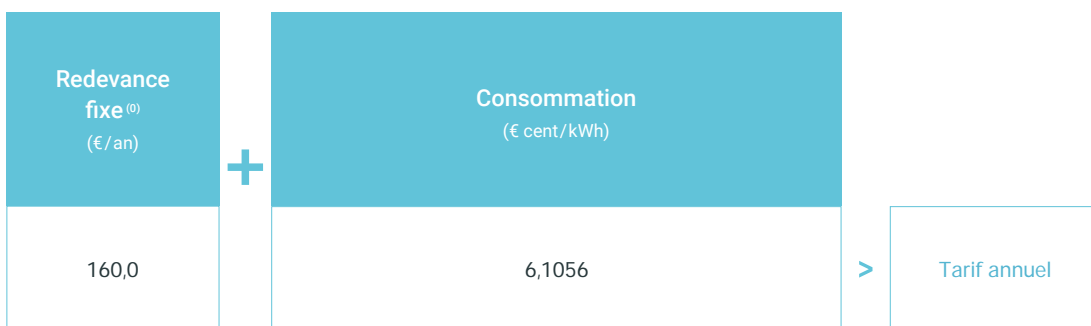 Redevance
fixe (0)
(€/an)
+
Consommation
(€ cent/kWh)
160,0
6,1056
>
Tarif annuel